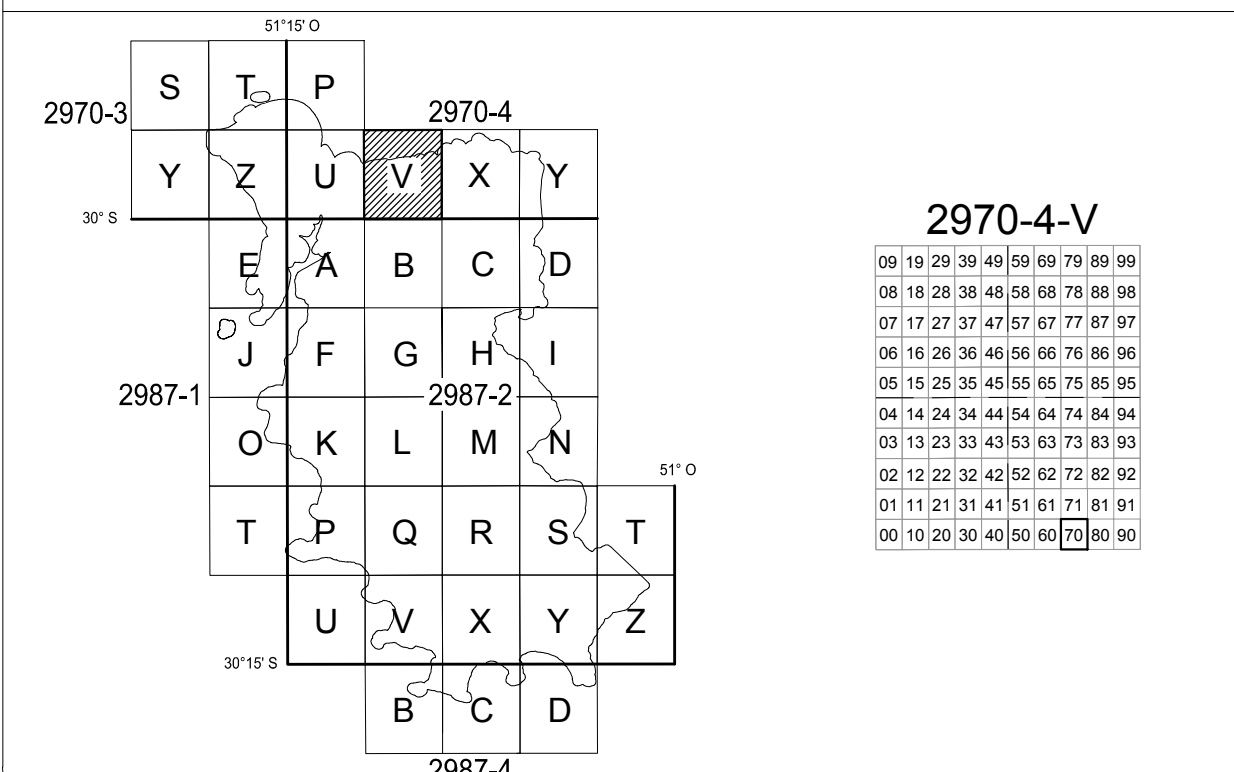 51°15' O
S T P
2970-3 2970-4
Y Z U V X Y
30° S
E A B C D
J F G H I
2987-1 2987-2
O K L M N
51° O
T P Q R S T
U V X Y Z
30°15' S
B C D
2987-4
2970-4-V
09 19 29 39 49 59 69 79 89 99
08 18 28 38 48 58 68 78 88 98
07 17 27 37 47 57 67 77 87 97
06 16 26 36 46 56 66 76 86 96
05 15 25 35 45 55 65 75 85 95
04 14 24 34 44 54 64 74 84 94
03 13 23 33 43 53 63 73 83 93
02 12 22 32 42 52 62 72 82 92
01 11 21 31 41 51 61 71 81 91
00 10 20 30 40 50 60 70 80 90